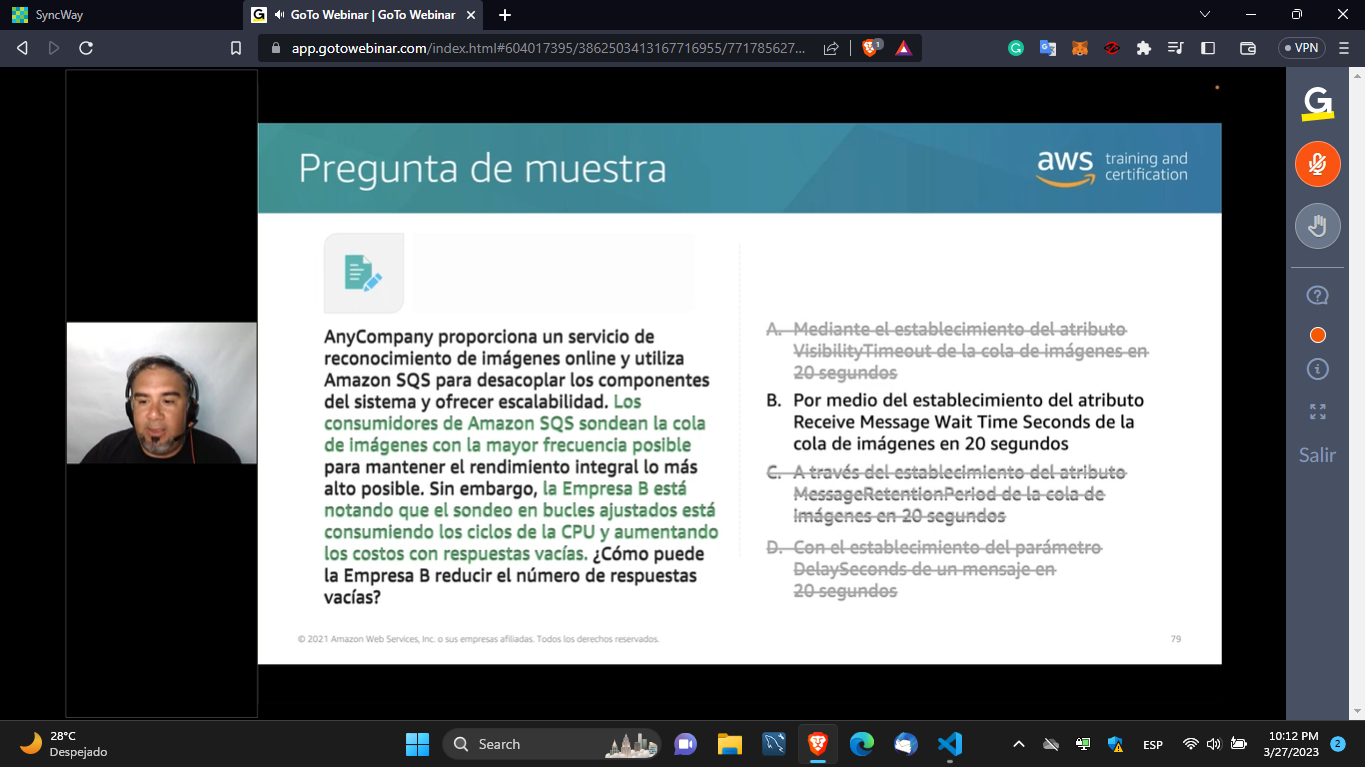 SyncWay
GoTo Webinar | GoTo Webinar
app.gotowebinar.com/index.html#604017395/3862503413167716955/771785627...
1
VPN
Pregunta de muestra
aws training and
certification
AnyCompany proporciona un servicio de
reconocimiento de imágenes online y utiliza
Amazon SQS para desacoplar los componentes
del sistema y ofrecer escalabilidad. Los
consumidores de Amazon SQS sondean la cola
de imágenes con la mayor frecuencia posible
para mantener el rendimiento integral lo más
alto posible. Sin embargo, la Empresa B está
notando que el sondeo en bucles ajustados está
consumiendo los ciclos de la CPU y aumentando
los costos con respuestas vacías. ¿Cómo puede
la Empresa B reducir el número de respuestas
vacías?
A. Mediante el establecimiento del atributo
VisibilityTimeout de la cola de imágenes en
20 segundos
B. Por medio del establecimiento del atributo
Receive Message Wait Time Seconds de la
cola de imágenes en 20 segundos
C. A través del establecimiento del atributo
MessageRetentionPeriod de la cola de
imágenes en 20 segundos
D. Con el establecimiento del parámetro
DelaySeconds de un mensaje en
20 segundos
© 2021 Amazon Web Services, Inc. o sus empresas afiliadas. Todos los derechos reservados.
79
G
Salir
28°C
Despejado
Search
ESP
10:12 PM
3/27/2023
2